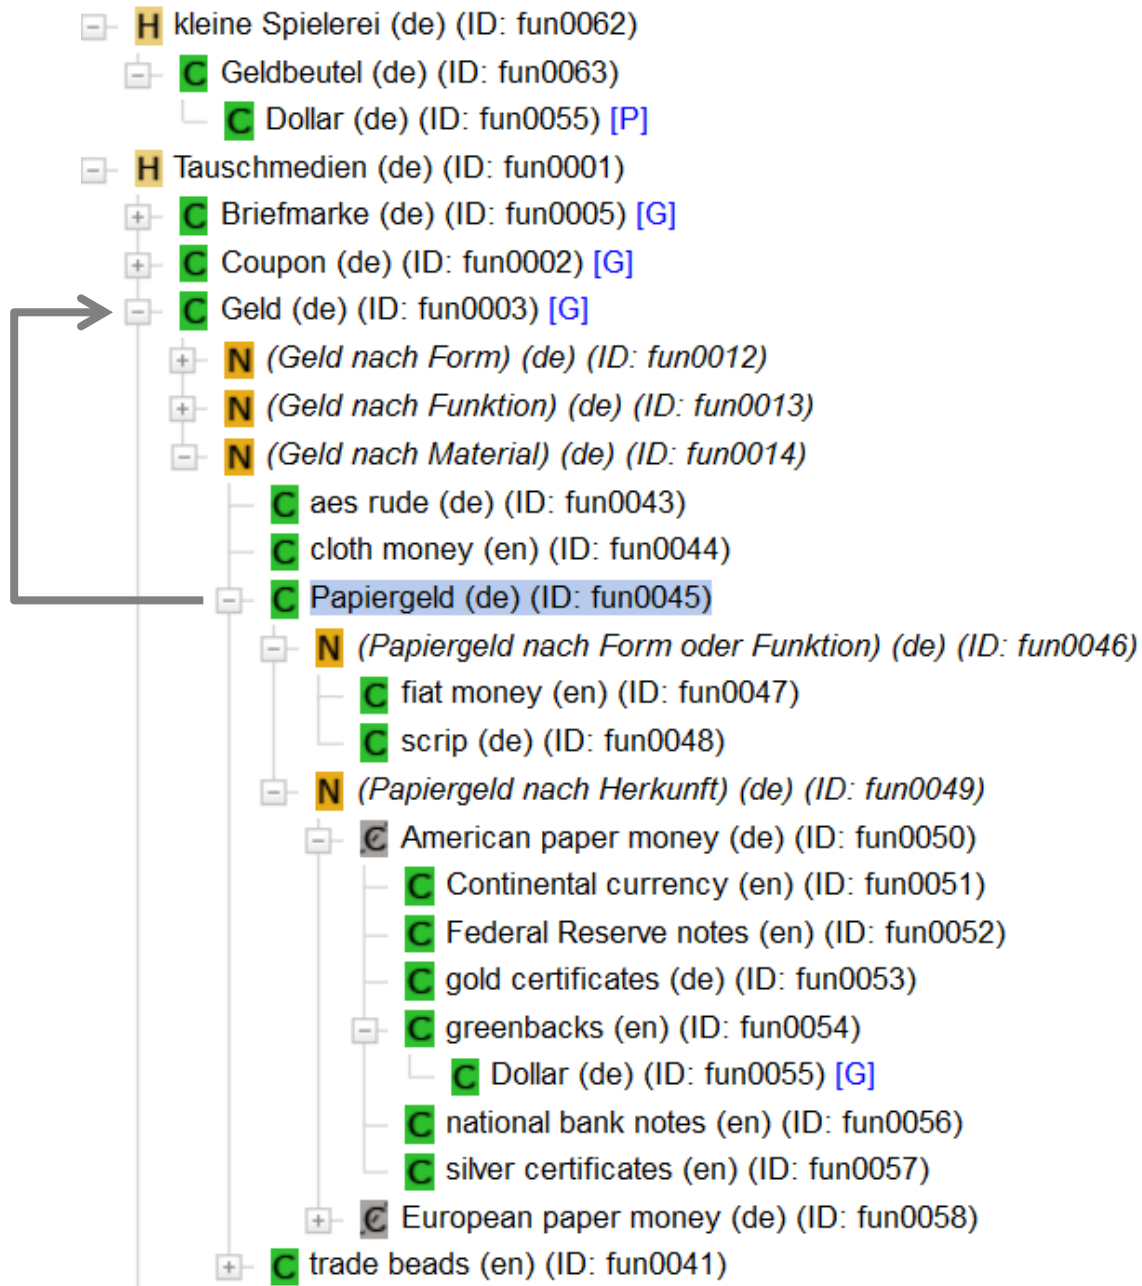 H kleine Spielerei (de) (ID: fun0062)
C Geldbeutel (de) (ID: fun0063)
C Dollar (de) (ID: fun0055) [P]
H Tauschmedien (de) (ID: fun0001)
C Briefmarke (de) (ID: fun0005) [G]
C Coupon (de) (ID: fun0002) [G]
C Geld (de) (ID: fun0003) [G]
N (Geld nach Form) (de) (ID: fun0012)
N (Geld nach Funktion) (de) (ID: fun0013)
N (Geld nach Material) (de) (ID: fun0014)
C aes rude (de) (ID: fun0043)
C cloth money (en) (ID: fun0044)
C Papiergeld (de) (ID: fun0045)
N (Papiergeld nach Form oder Funktion) (de) (ID: fun0046)
C fiat money (en) (ID: fun0047)
C scrip (de) (ID: fun0048)
N (Papiergeld nach Herkunft) (de) (ID: fun0049)
C American paper money (de) (ID: fun0050)
C Continental currency (en) (ID: fun0051)
C Federal Reserve notes (en) (ID: fun0052)
C gold certificates (de) (ID: fun0053)
C greenbacks (en) (ID: fun0054)
C Dollar (de) (ID: fun0055) [G]
C national bank notes (en) (ID: fun0056)
C silver certificates (en) (ID: fun0057)
C European paper money (de) (ID: fun0058)
C trade beads (en) (ID: fun0041)